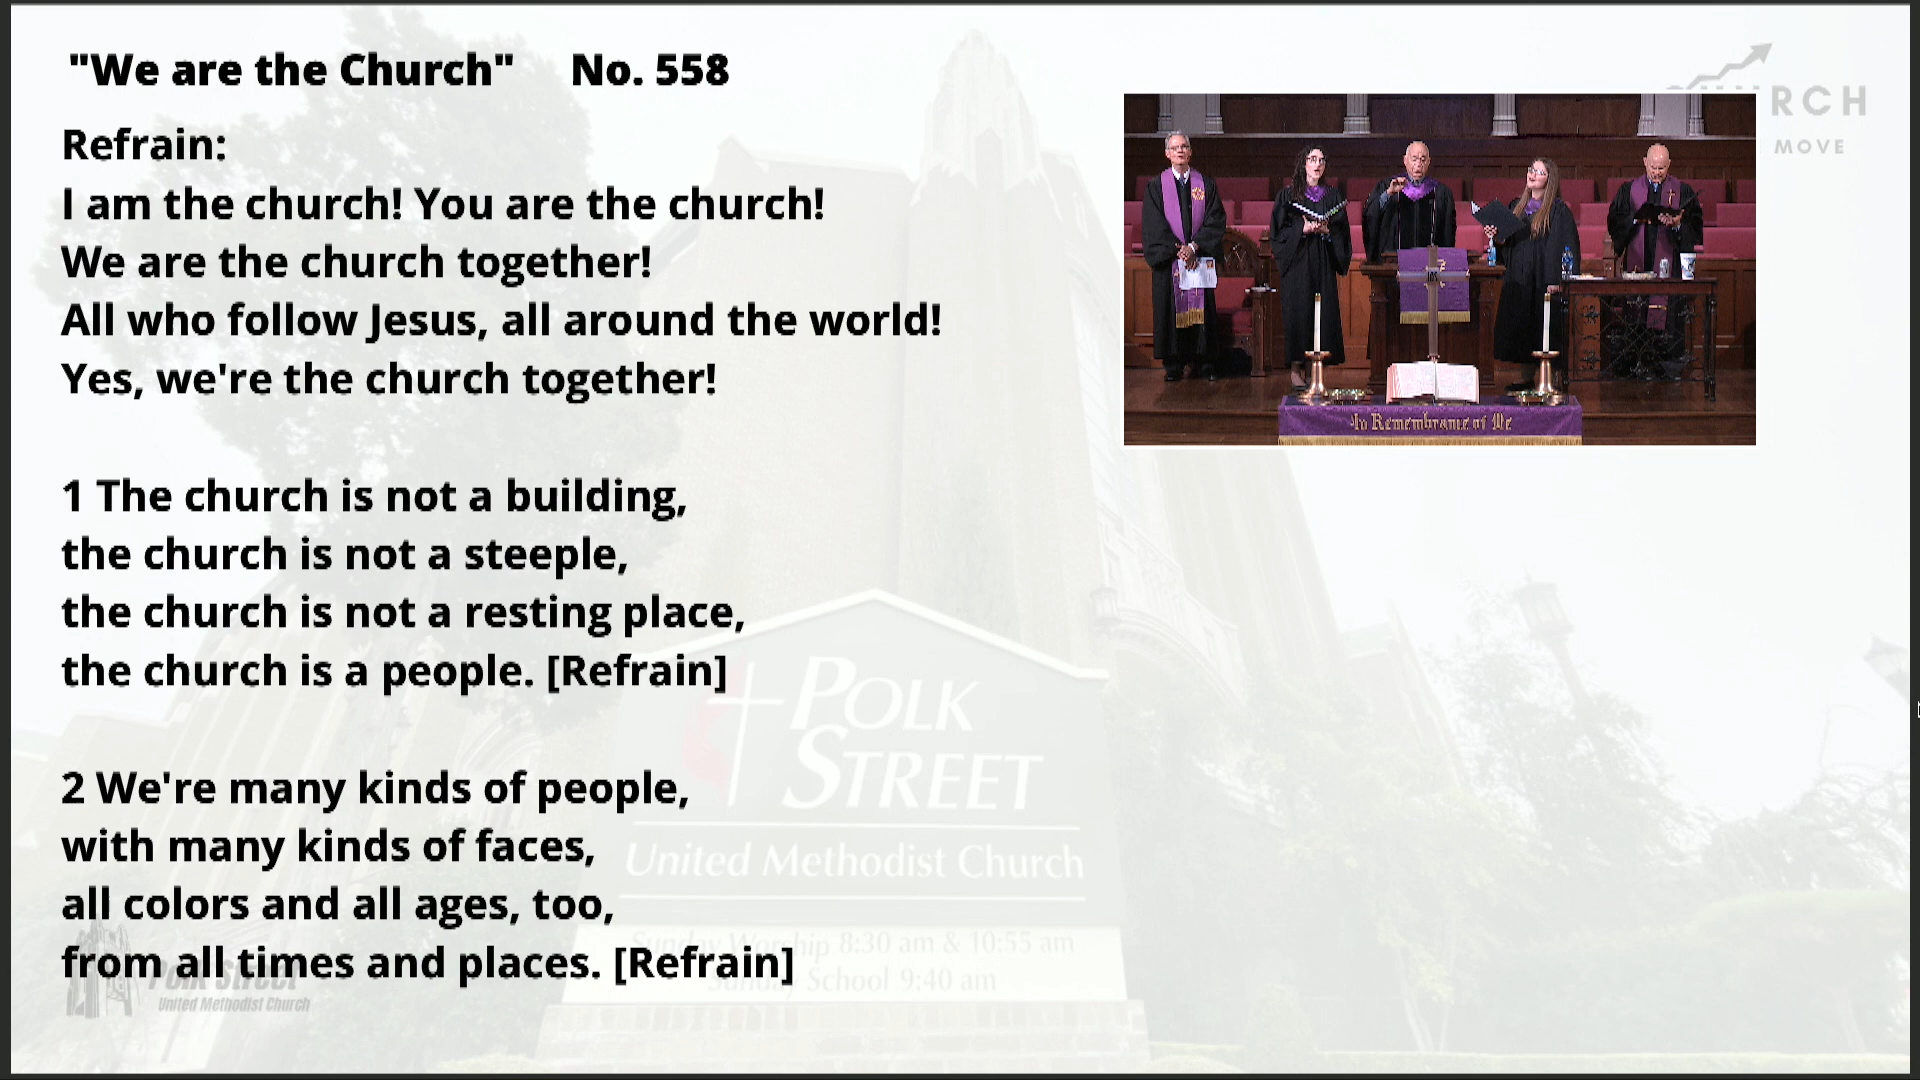 "We are the Church" No. 558
Refrain:
I am the church! You are the church!
We are the church together!
All who follow Jesus, all around the world!
Yes, we're the church together!
1 The church is not a building,
the church is not a steeple,
the church is not a resting place,
the church is a people. [Refrain]
2 We're many kinds of people,
with many kinds of faces,
all colors and all ages, too,
from all times and places. [Refrain]
RCH
MOVE
In Remembrance of Me
POLK
STREET
United Methodist Church
Sunday Worship 8:30 am & 10:55 am
Sunday School 9:40 am
Polk Street
United Methodist Church